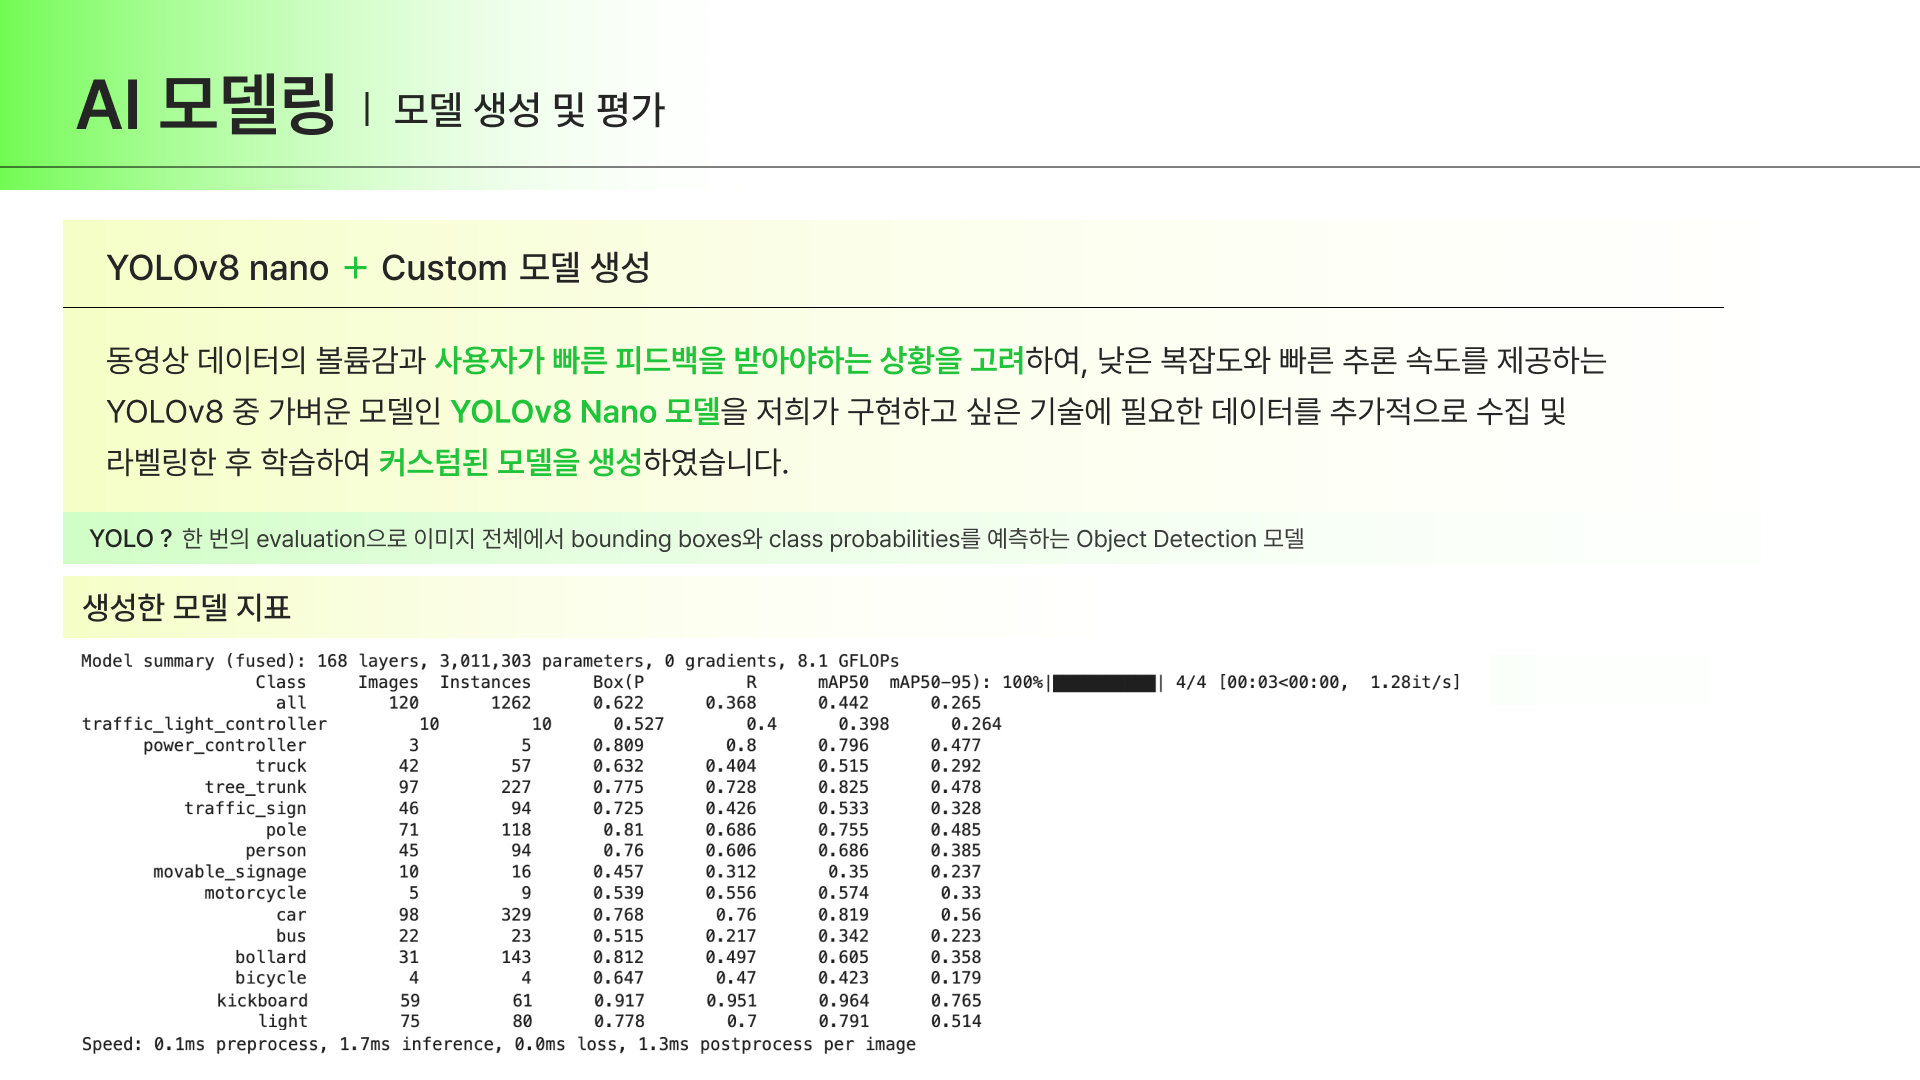 AI 모델링 | 모델 생성 및 평가
YOLOv8 nano + Custom 모델 생성
동영상 데이터의 볼륨감과 사용자가 빠른 피드백을 받아야하는 상황을 고려하여, 낮은 복잡도와 빠른 추론 속도를 제공하는
YOLOv8 중 가벼운 모델인 YOLOv8 Nano 모델을 저희가 구현하고 싶은 기술에 필요한 데이터를 추가적으로 수집 및
라벨링한 후 학습하여 커스텀된 모델을 생성하였습니다.
YOLO ? 한 번의 evaluation으로 이미지 전체에서 bounding boxes와 class probabilities를 예측하는 Object Detection 모델
생성한 모델 지표
Model summary (fused): 168 layers, 3,011,303 parameters, 0 gradients, 8.1 GFLOPs
Class Images Instances Box(P R mAP50 mAP50-95): 100%|██████████| 4/4 [00:03<00:00, 1.28it/s]
all 120 1262 0.622 0.368 0.442 0.265
traffic_light_controller 10 10 0.527 0.4 0.398 0.264
power_controller 3 5 0.809 0.8 0.796 0.477
truck 42 57 0.632 0.404 0.515 0.292
tree_trunk 97 227 0.775 0.728 0.825 0.478
traffic_sign 46 94 0.725 0.426 0.533 0.328
pole 71 118 0.81 0.686 0.755 0.485
person 45 94 0.76 0.606 0.686 0.385
movable_signage 10 16 0.457 0.312 0.35 0.237
motorcycle 5 9 0.539 0.556 0.574 0.33
car 98 329 0.768 0.76 0.819 0.56
bus 22 23 0.515 0.217 0.342 0.223
bollard 31 143 0.812 0.497 0.605 0.358
bicycle 4 4 0.647 0.47 0.423 0.179
kickboard 59 61 0.917 0.951 0.964 0.765
light 75 80 0.778 0.7 0.791 0.514
Speed: 0.1ms preprocess, 1.7ms inference, 0.0ms loss, 1.3ms postprocess per image